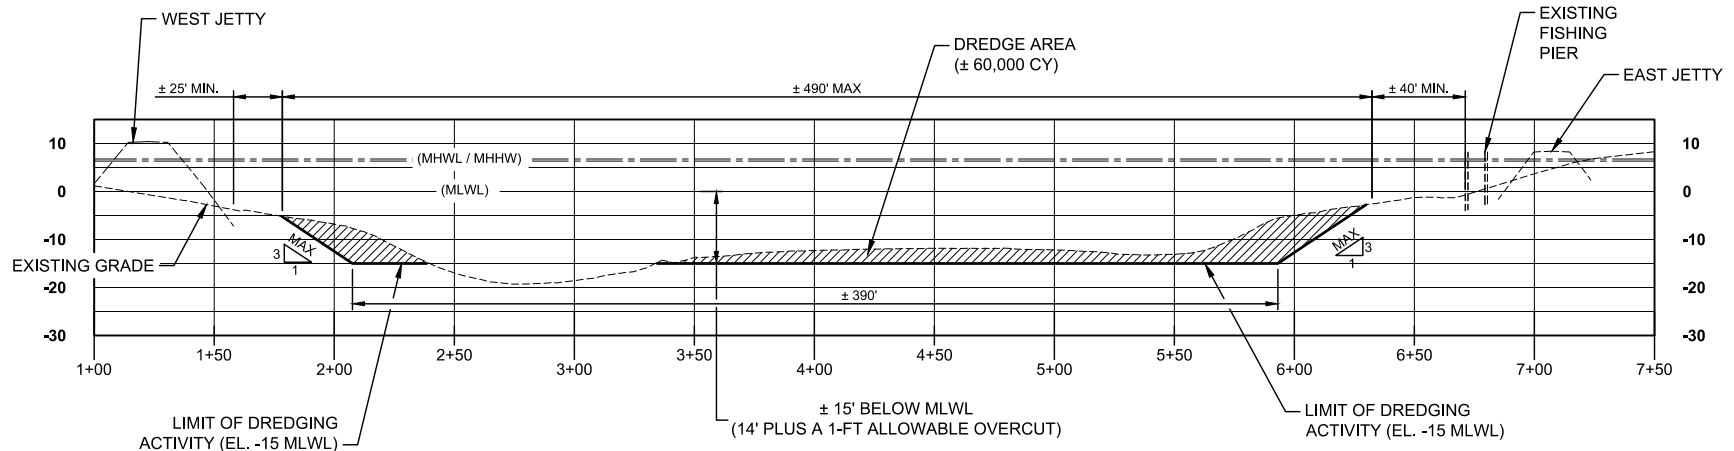 WEST JETTY
EXISTING
FISHING
PIER
DREDGE AREA
(± 60,000 CY)
EAST JETTY
± 25' MIN.
± 490' MAX
± 40' MIN.
10
(MHWL / MHHW)
10
0
(MLWL)
0
-10
MAX
3
1
MAX
3
1
-10
EXISTING GRADE
-20
± 390'
-20
-30
-30
1+00
1+50
2+00
2+50
3+00
3+50
4+00
4+50
5+00
5+50
6+00
6+50
7+00
7+50
LIMIT OF DREDGING
ACTIVITY (EL. -15 MLWL)
± 15' BELOW MLWL
(14' PLUS A 1-FT ALLOWABLE OVERCUT)
LIMIT OF DREDGING
ACTIVITY (EL. -15 MLWL)